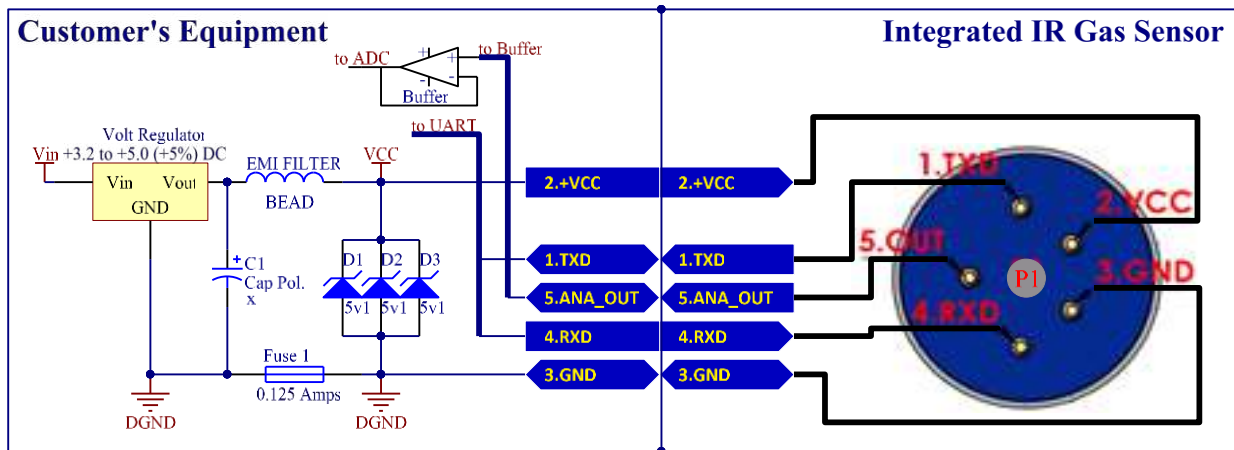 Customer's Equipment
Integrated IR Gas Sensor
to ADC
+
-
+
-
to Buffer
Buffer
to UART
Volt Regulator
Vin
+3.2 to +5.0 (+5%) DC
Vin
Vout
GND
EMI FILTER
BEAD
VCC
+
C1
Cap Pol.
x
D1
D2
D3
5v1
5v1
5v1
Fuse 1
0.125 Amps
DGND
DGND
2.+VCC
2.+VCC
1.TXD
1.TXD
5.ANA_OUT
5.ANA_OUT
4.RXD
4.RXD
3.GND
3.GND
1.TXD
2.VCC
5.OUT
P1
3.GND
4.RXD